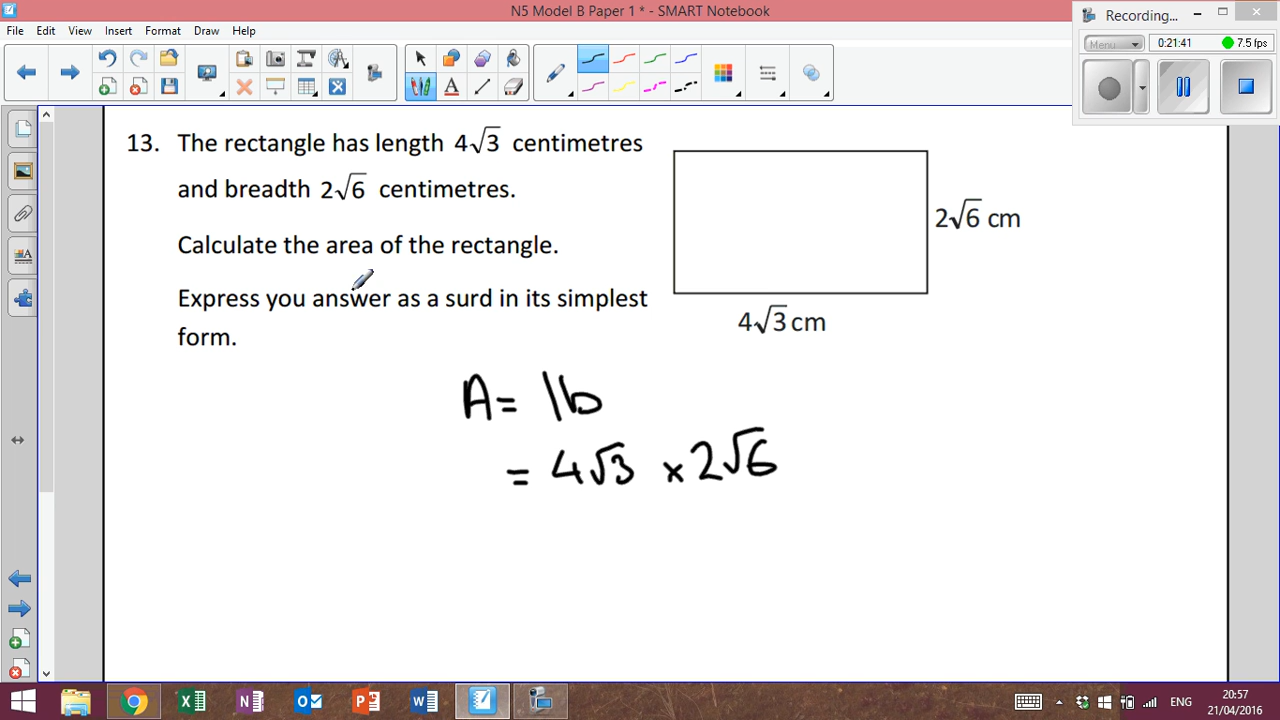 N5 Model B Paper 1 * - SMART Notebook
Recording...
File Edit View Insert Format Draw Help
Menu
0:21:41
7.5 fps
13. The rectangle has length 4√3 centimetres
and breadth 2√6 centimetres.
2√6 cm
Calculate the area of the rectangle.
Express you answer as a surd in its simplest
form.
4√3 cm
A = lb
= 4√3 × 2√6
ENG
20:57
21/04/2016